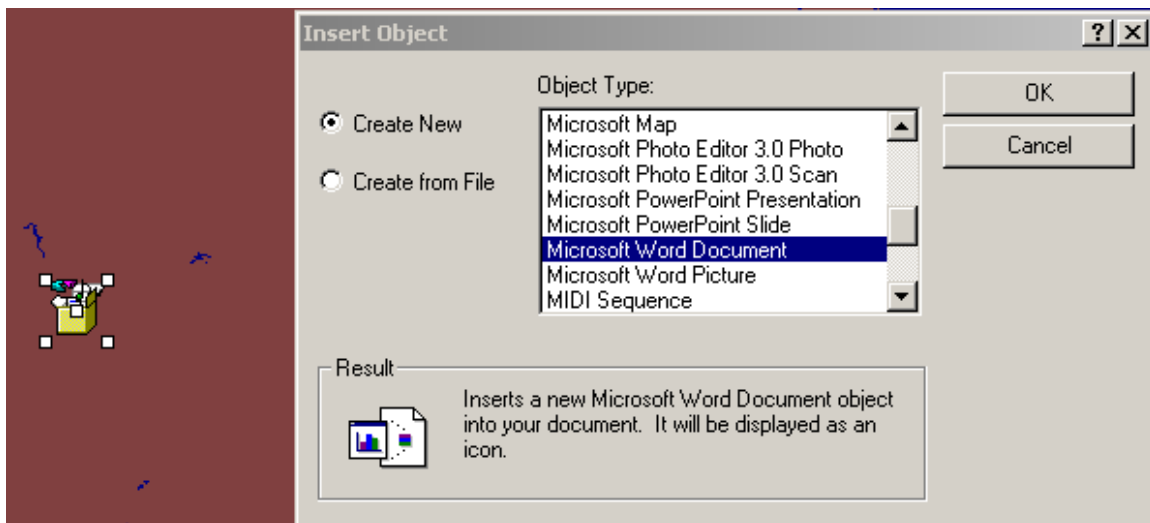 Insert Object
Object Type:
OK
Create New
Microsoft Map
Microsoft Photo Editor 3.0 Photo
Cancel
Microsoft Photo Editor 3.0 Scan
Create from File
Microsoft PowerPoint Presentation
Microsoft PowerPoint Slide
Microsoft Word Document
Microsoft Word Picture
MIDI Sequence
Result
Inserts a new Microsoft Word Document object
into your document. It will be displayed as an
icon.